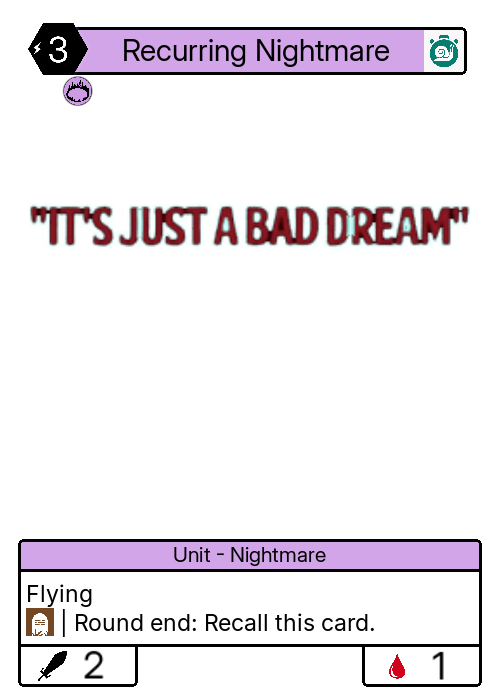 3
Recurring Nightmare
"IT'S JUST A BAD DREAM"
Unit - Nightmare
Flying
| Round end: Recall this card.
2
1